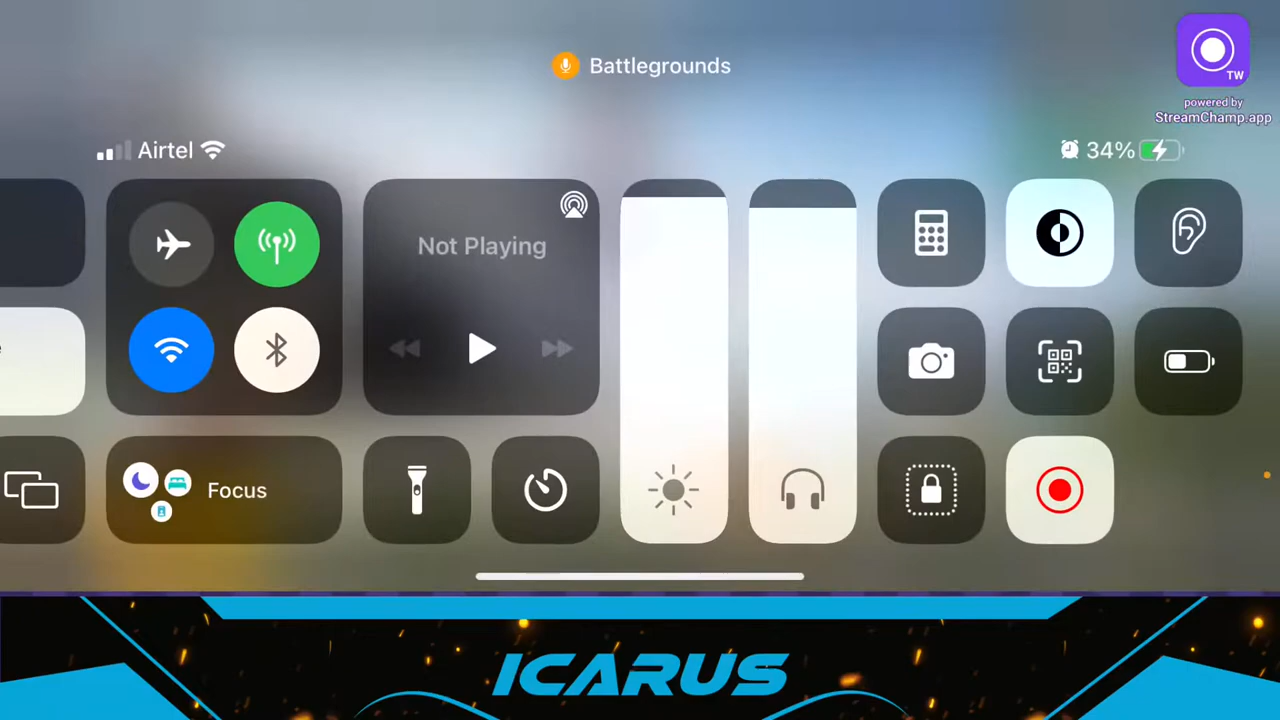 Battlegrounds
TW
powered by
StreamChamp.app
Airtel
34%
Not Playing
Focus
ICARUS